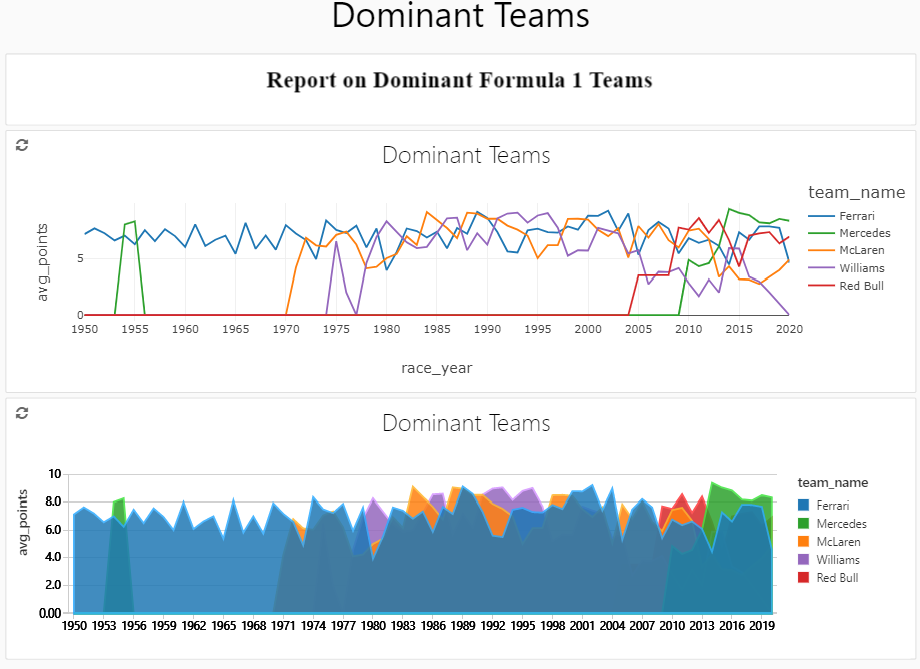 Dominant Teams
Report on Dominant Formula 1 Teams
Dominant Teams
team_name
Ferrari
Mercedes
McLaren
Williams
Red Bull
avg_points
5
0
1950 1955 1960 1965 1970 1975 1980 1985 1990 1995 2000 2005 2010 2015 2020
race_year
Dominant Teams
avg_points
10
8.0
6.0
4.0
2.0
0.00
1950 1953 1956 1959 1962 1965 1968 1971 1974 1977 1980 1983 1986 1989 1992 1995 1998 2001 2004 2007 2010 2013 2016 2019
team_name
Ferrari
Mercedes
McLaren
Williams
Red Bull